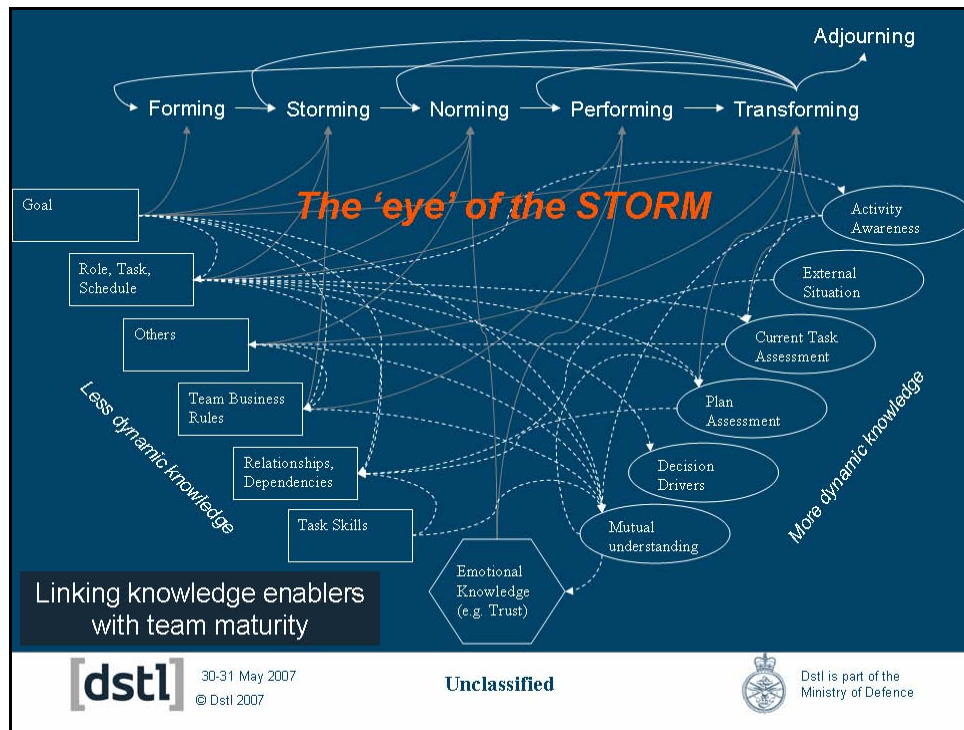 Adjourning
Forming
Storming
Norming
Performing
Transforming
The 'eye' of the STORM
Goal
Role, Task,
Schedule
Others
Team Business
Rules
Relationships,
Dependencies
Task Skills
Emotional
Knowledge
(e.g. Trust)
Activity
Awareness
External
Situation
Current Task
Assessment
Plan
Assessment
Decision
Drivers
Mutual
understanding
Less dynamic knowledge
More dynamic knowledge
Linking knowledge enablers
with team maturity
[dstl]
30-31 May 2007
© Dstl 2007
Unclassified
Dstl is part of the
Ministry of Defence